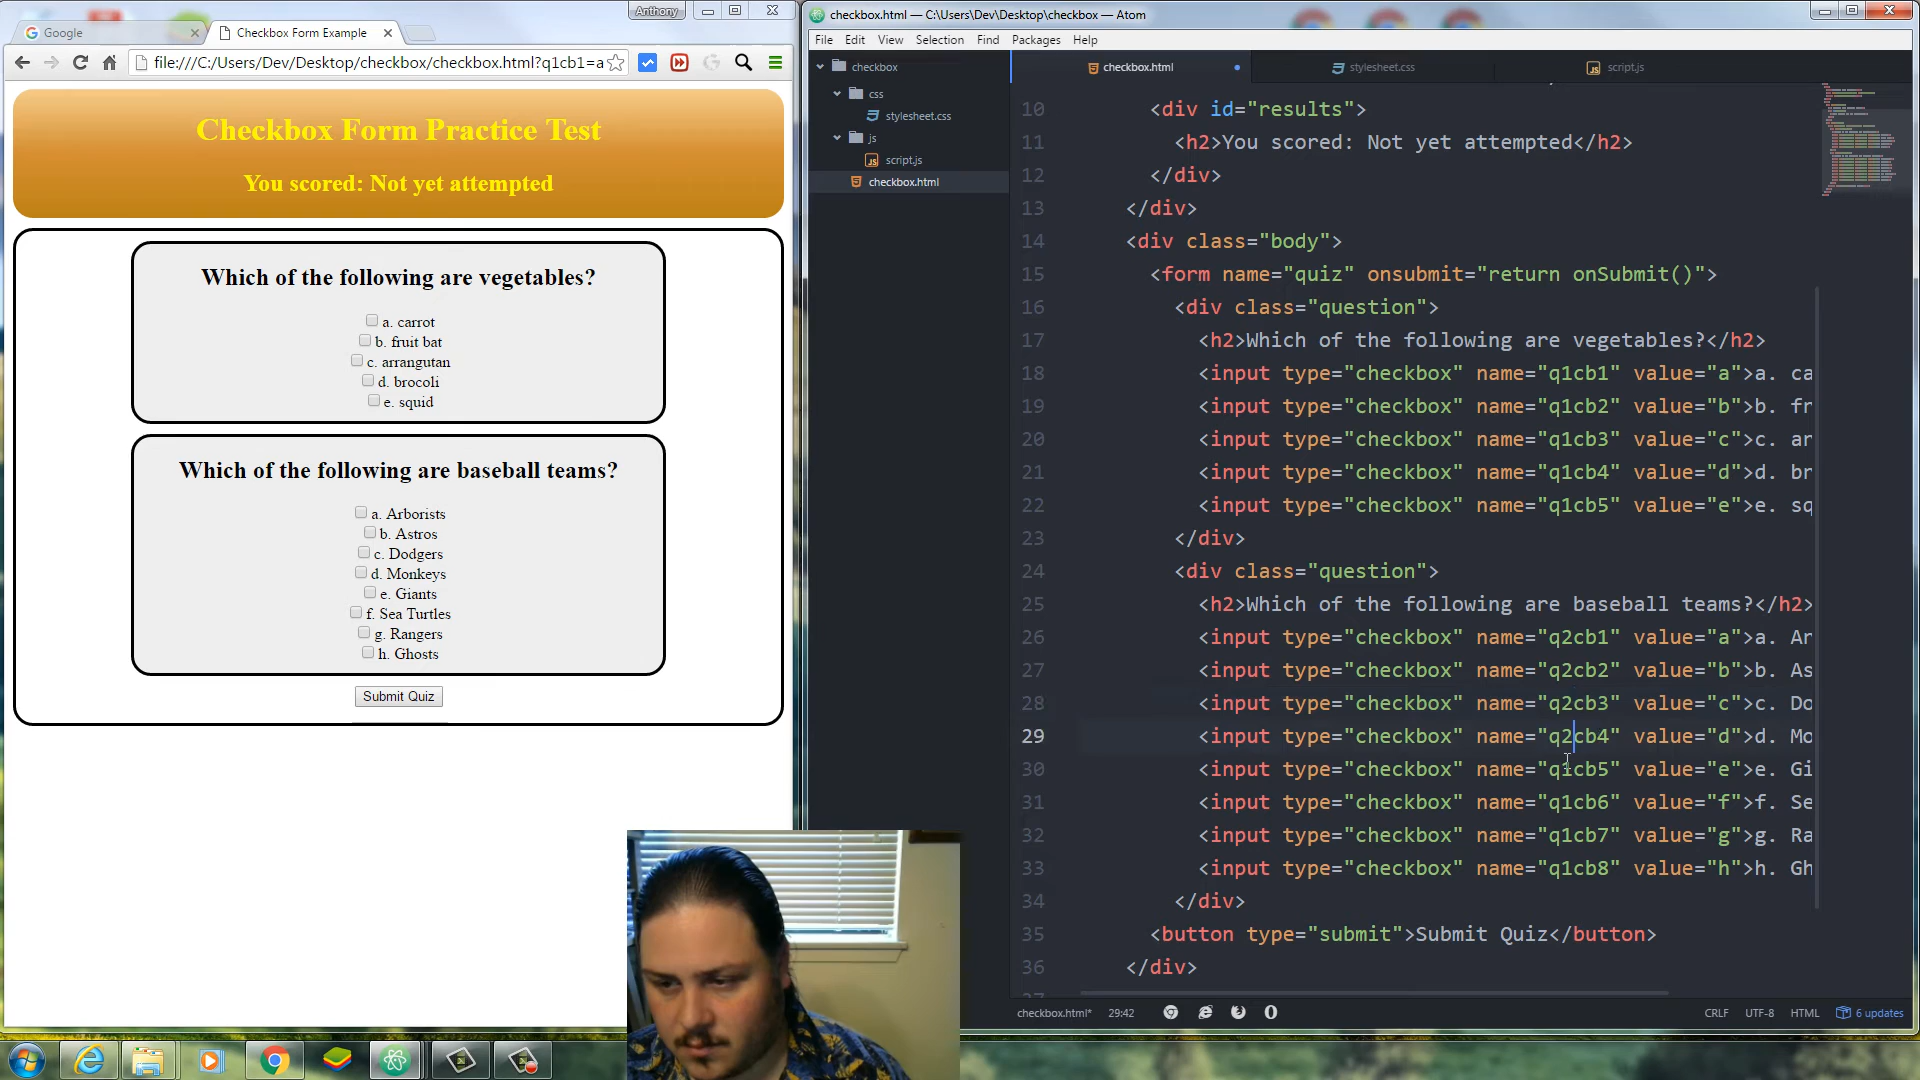 Anthony
Google
Checkbox Form Example
file:///C:/Users/Dev/Desktop/checkbox/checkbox.html?q1cb1=a
Checkbox Form Practice Test
You scored: Not yet attempted
Which of the following are vegetables?
a. carrot
b. fruit bat
c. arrangutan
d. brocoli
e. squid
Which of the following are baseball teams?
a. Arborists
b. Astros
c. Dodgers
d. Monkeys
e. Giants
f. Sea Turtles
g. Rangers
h. Ghosts
Submit Quiz
checkbox.html — C:\Users\Dev\Desktop\checkbox — Atom
File Edit View Selection Find Packages Help
checkbox
css
stylesheet.css
js
script.js
checkbox.html
checkbox.html stylesheet.css script.js
10 <div id="results">
11 <h2>You scored: Not yet attempted</h2>
12 </div>
13 </div>
14 <div class="body">
15 <form name="quiz" onsubmit="return onSubmit()">
16 <div class="question">
17 <h2>Which of the following are vegetables?</h2>
18 <input type="checkbox" name="q1cb1" value="a">a. ca
19 <input type="checkbox" name="q1cb2" value="b">b. fr
20 <input type="checkbox" name="q1cb3" value="c">c. ar
21 <input type="checkbox" name="q1cb4" value="d">d. br
22 <input type="checkbox" name="q1cb5" value="e">e. sq
23 </div>
24 <div class="question">
25 <h2>Which of the following are baseball teams?</h2>
26 <input type="checkbox" name="q2cb1" value="a">a. Ar
27 <input type="checkbox" name="q2cb2" value="b">b. As
28 <input type="checkbox" name="q2cb3" value="c">c. Do
29 <input type="checkbox" name="q2cb4" value="d">d. Mo
30 <input type="checkbox" name="q1cb5" value="e">e. Gi
31 <input type="checkbox" name="q1cb6" value="f">f. Se
32 <input type="checkbox" name="q1cb7" value="g">g. Ra
33 <input type="checkbox" name="q1cb8" value="h">h. Gh
34 </div>
35 <button type="submit">Submit Quiz</button>
36 </div>
checkbox.html* 29:42 CRLF UTF-8 HTML 6 updates